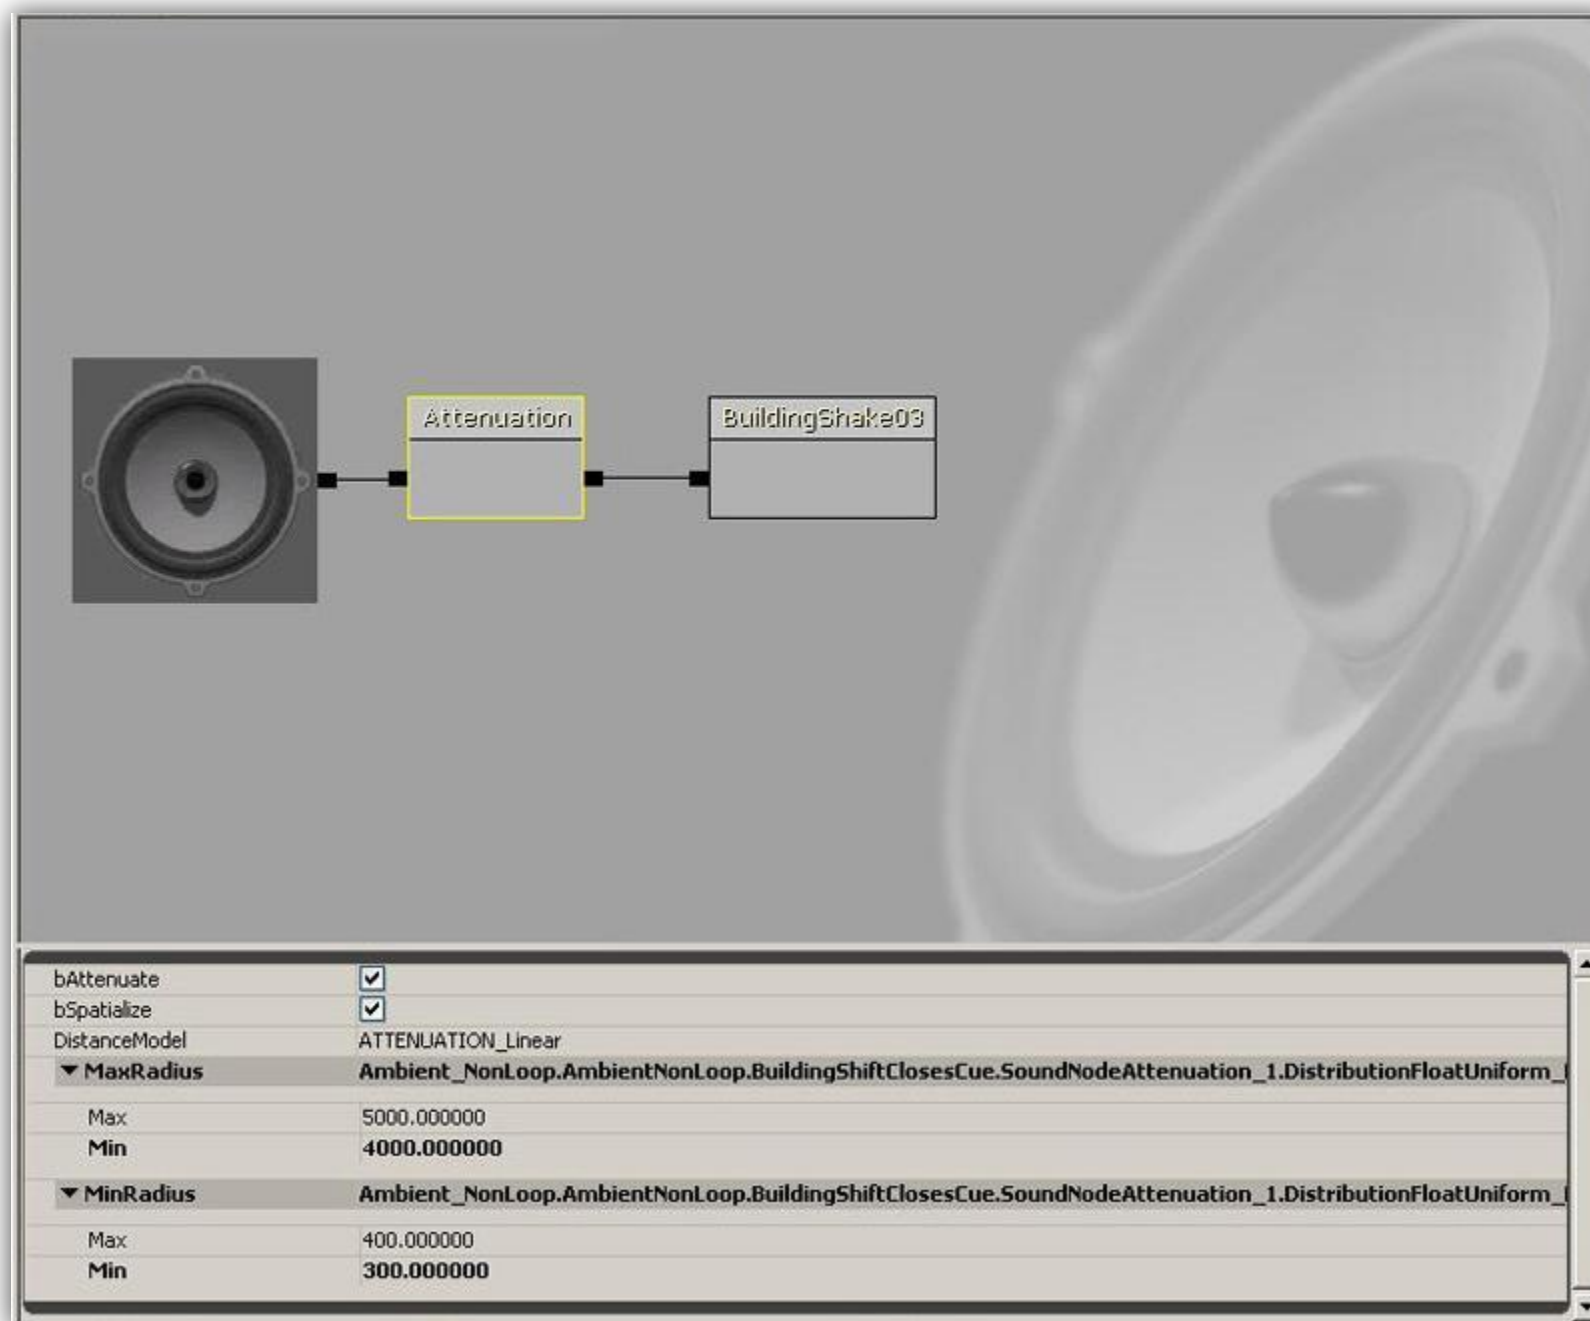 Attenuation
BuildingShake03
bAttenuate
bSpatialize
DistanceModel ATTENUATION_Linear
MaxRadius Ambient_NonLoop.AmbientNonLoop.BuildingShiftClosesCue.SoundNodeAttenuation_1.DistributionFloatUniform_
Max 5000.000000
Min 4000.000000
MinRadius Ambient_NonLoop.AmbientNonLoop.BuildingShiftClosesCue.SoundNodeAttenuation_1.DistributionFloatUniform_
Max 400.000000
Min 300.000000